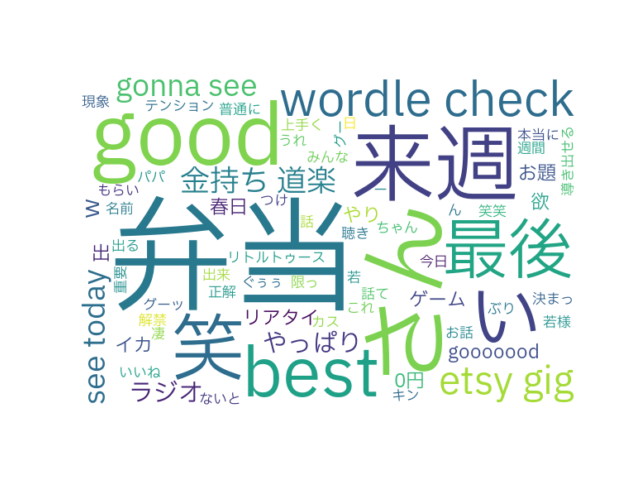 gonna see
wordle check
現象
テンション
普通に
good
上手く
一日
うれ
グー
みんな
来週
本当に
週間
お題
導き出せる
パパ
金持ち 道楽
もらい
w
名前
春日
つけ
弁当
話
やり
聴き
ちゃん
ん
笑笑
欲
最後
出
出る
重要
リトルトゥース
出来
ぐぅぅ
限っ
正解
若
今日
それ
話て
これ
ゲーム
い
ぶり
決まっ
若様
see today
グーッ
解禁
凄
笑
リアタイ
カス
やっぱり
お話
イカ
gooooood
いいね
best
ラジオ
ないと
0円
キン
etsy gig